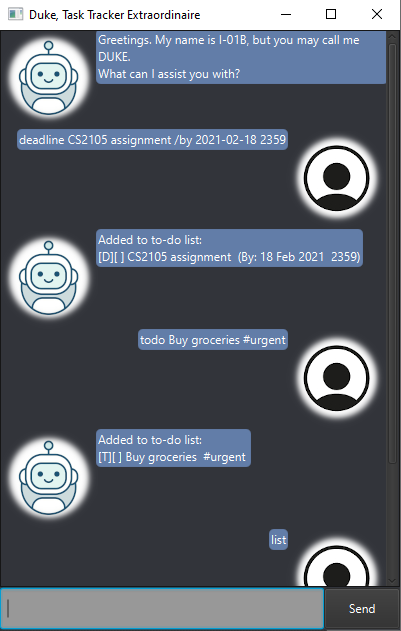 Duke, Task Tracker Extraordinaire
Greetings. My name is I-01B, but you may call me
DUKE.
What can I assist you with?
deadline CS2105 assignment /by 2021-02-18 2359
Added to to-do list:
[D][ ] CS2105 assignment  (By: 18 Feb 2021  2359)
todo Buy groceries #urgent
Added to to-do list:
[T][ ] Buy groceries  #urgent
list
Send